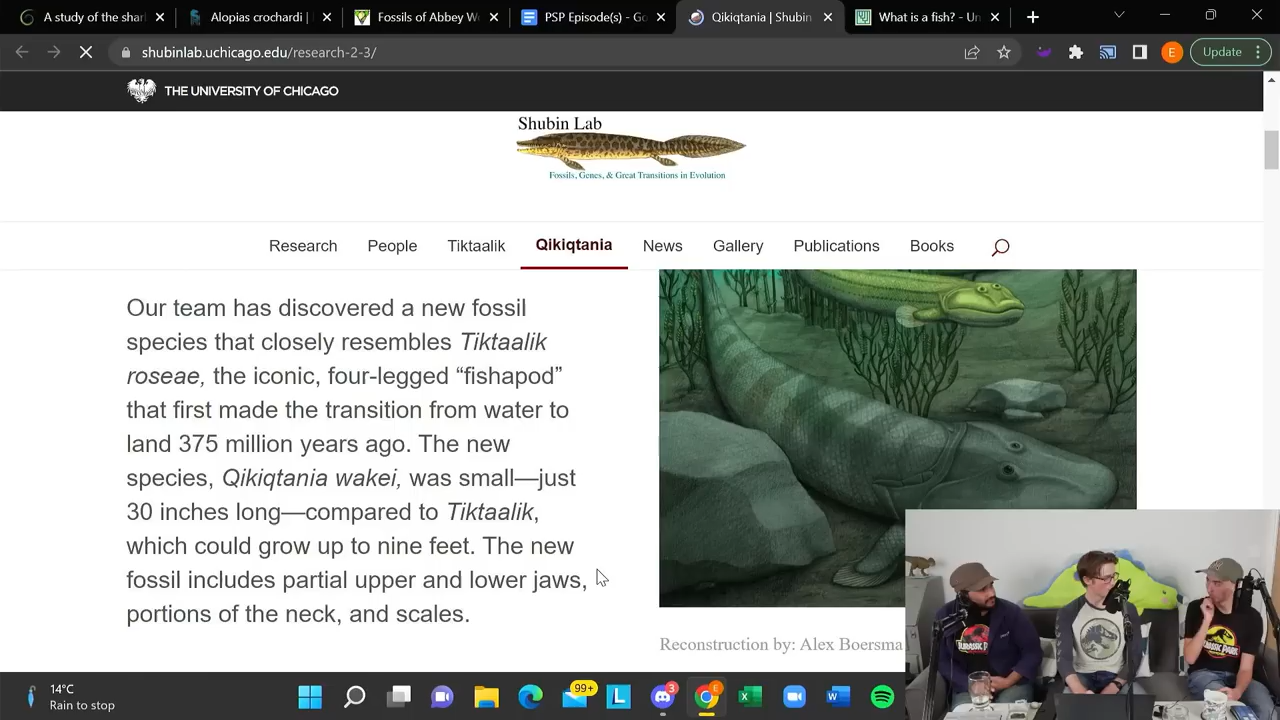 A study of the shar
Alopias crochardi |
Fossils of Abbey W
PSP Episode(s) - Go
Qikiqtania | Shubin
What is a fish? - Un
shubinlab.uchicago.edu/research-2-3/
E
Update
THE UNIVERSITY OF CHICAGO
Shubin Lab
Fossils, Genes, & Great Transitions in Evolution
Research
People
Tiktaalik
Qikiqtania
News
Gallery
Publications
Books
Our team has discovered a new fossil
species that closely resembles Tiktaalik
roseae, the iconic, four-legged “fishapod”
that first made the transition from water to
land 375 million years ago. The new
species, Qikiqtania wakei, was small—just
30 inches long—compared to Tiktaalik,
which could grow up to nine feet. The new
fossil includes partial upper and lower jaws,
portions of the neck, and scales.
Reconstruction by: Alex Boersma
JURASSIC PARK
JURASSIC PARK
14°C
Rain to stop
99+
L
3
E